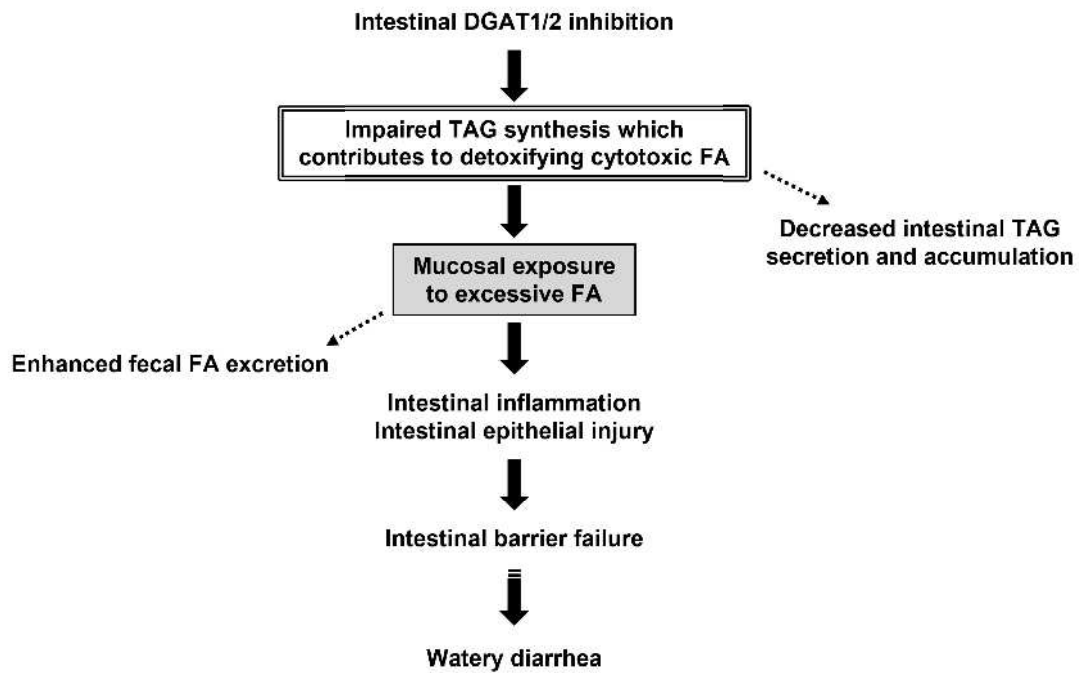 Intestinal DGAT1/2 inhibition
Impaired TAG synthesis which
contributes to detoxifying cytotoxic FA
Decreased intestinal TAG
secretion and accumulation
Mucosal exposure
to excessive FA
Enhanced fecal FA excretion
Intestinal inflammation
Intestinal epithelial injury
Intestinal barrier failure
Watery diarrhea